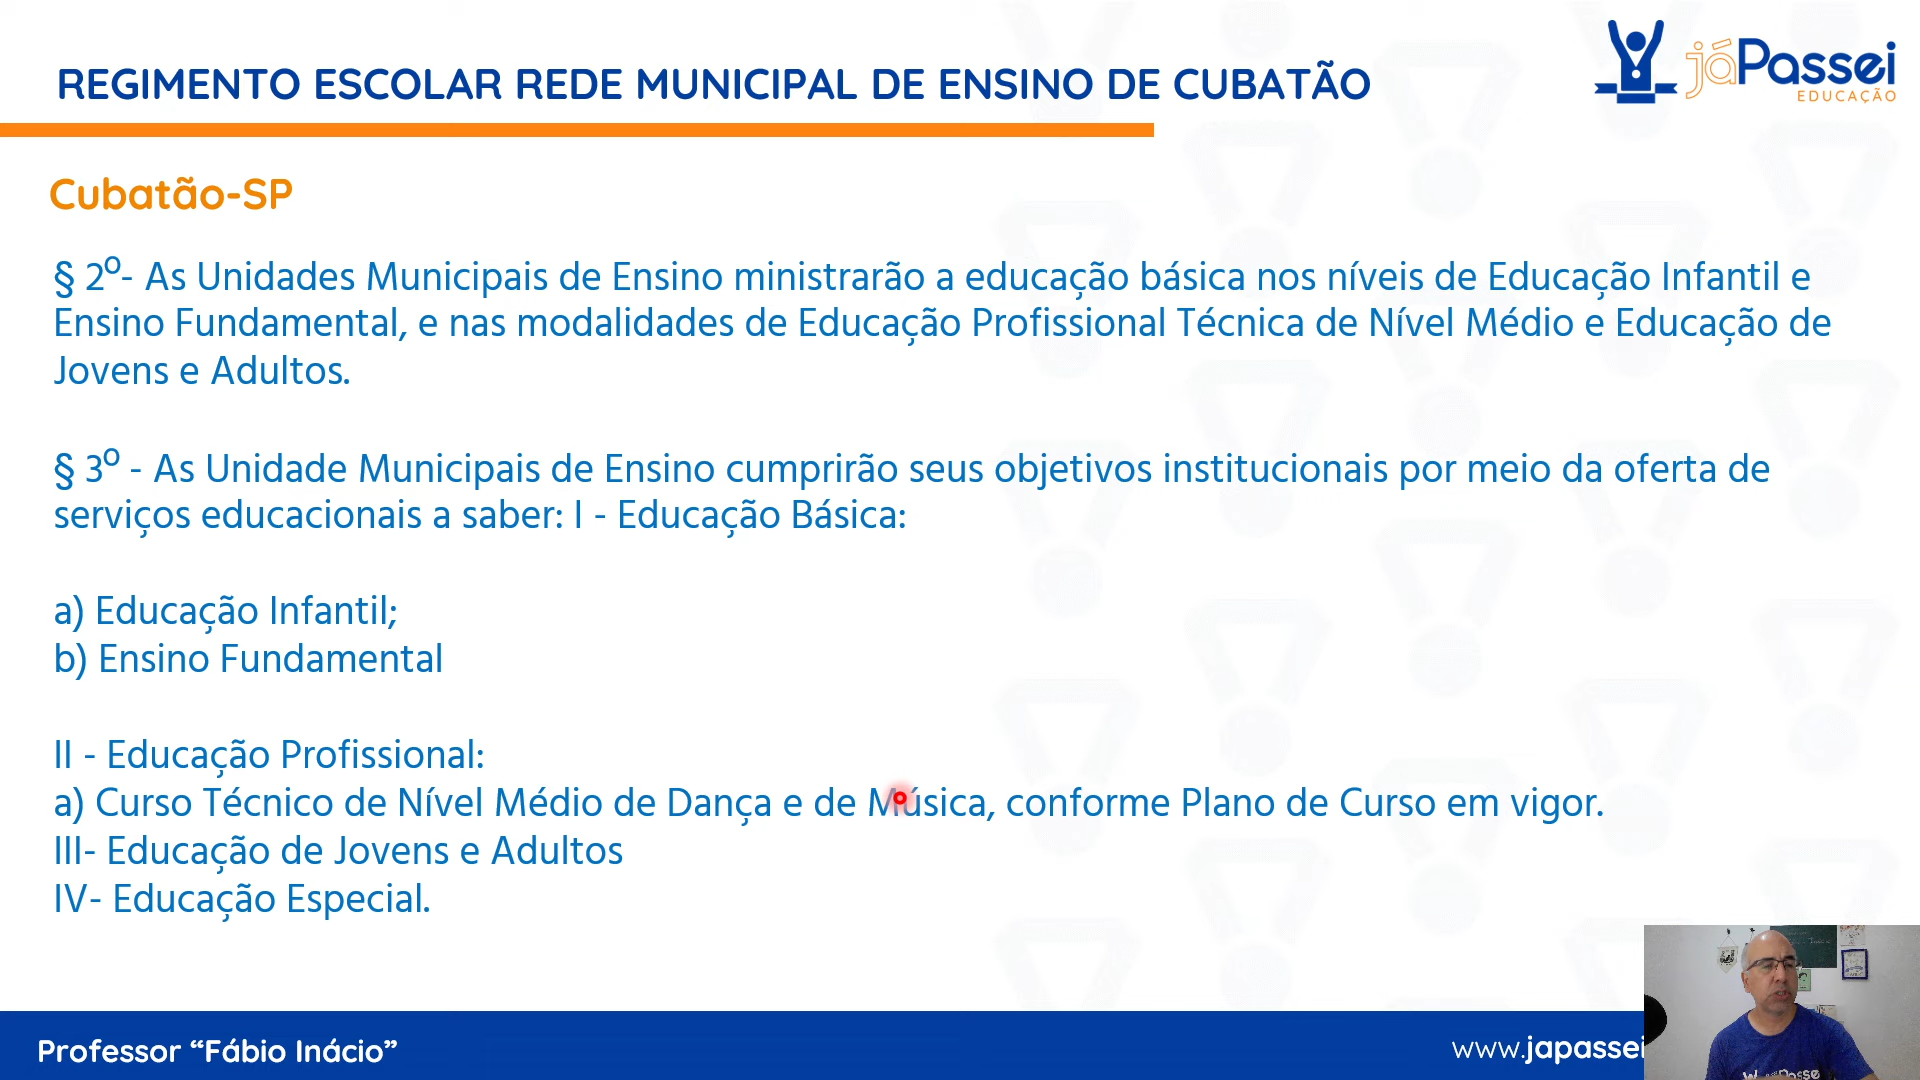 REGIMENTO ESCOLAR REDE MUNICIPAL DE ENSINO DE CUBATÃO
jáPassei
EDUCAÇÃO
Cubatão-SP
§ 2º- As Unidades Municipais de Ensino ministrarão a educação básica nos níveis de Educação Infantil e
Ensino Fundamental, e nas modalidades de Educação Profissional Técnica de Nível Médio e Educação de
Jovens e Adultos.
§ 3º - As Unidade Municipais de Ensino cumprirão seus objetivos institucionais por meio da oferta de
serviços educacionais a saber: I - Educação Básica:
a) Educação Infantil;
b) Ensino Fundamental
II - Educação Profissional:
a) Curso Técnico de Nível Médio de Dança e de Música, conforme Plano de Curso em vigor.
III- Educação de Jovens e Adultos
IV- Educação Especial.
Professor “Fábio Inácio”
www.japassei